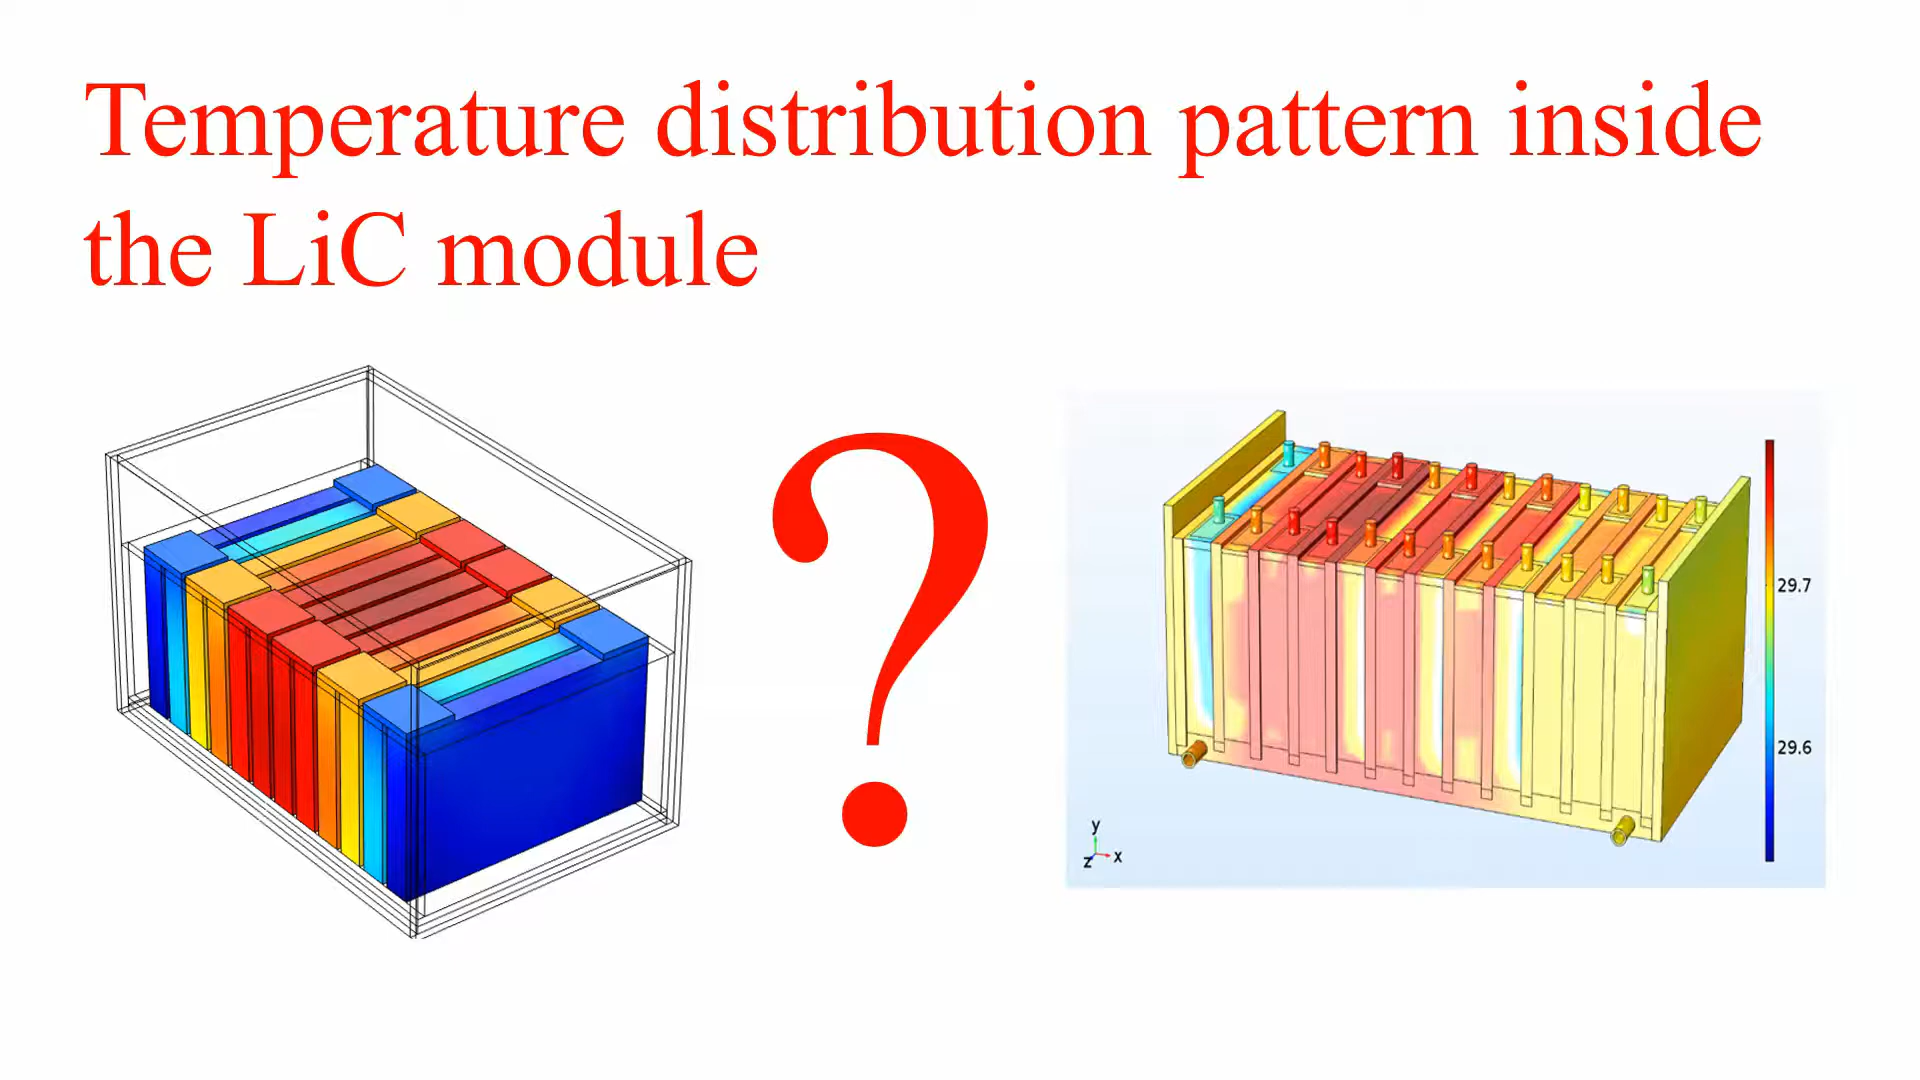 Temperature distribution pattern inside
the LiC module
?
29.7
29.6
y
z x